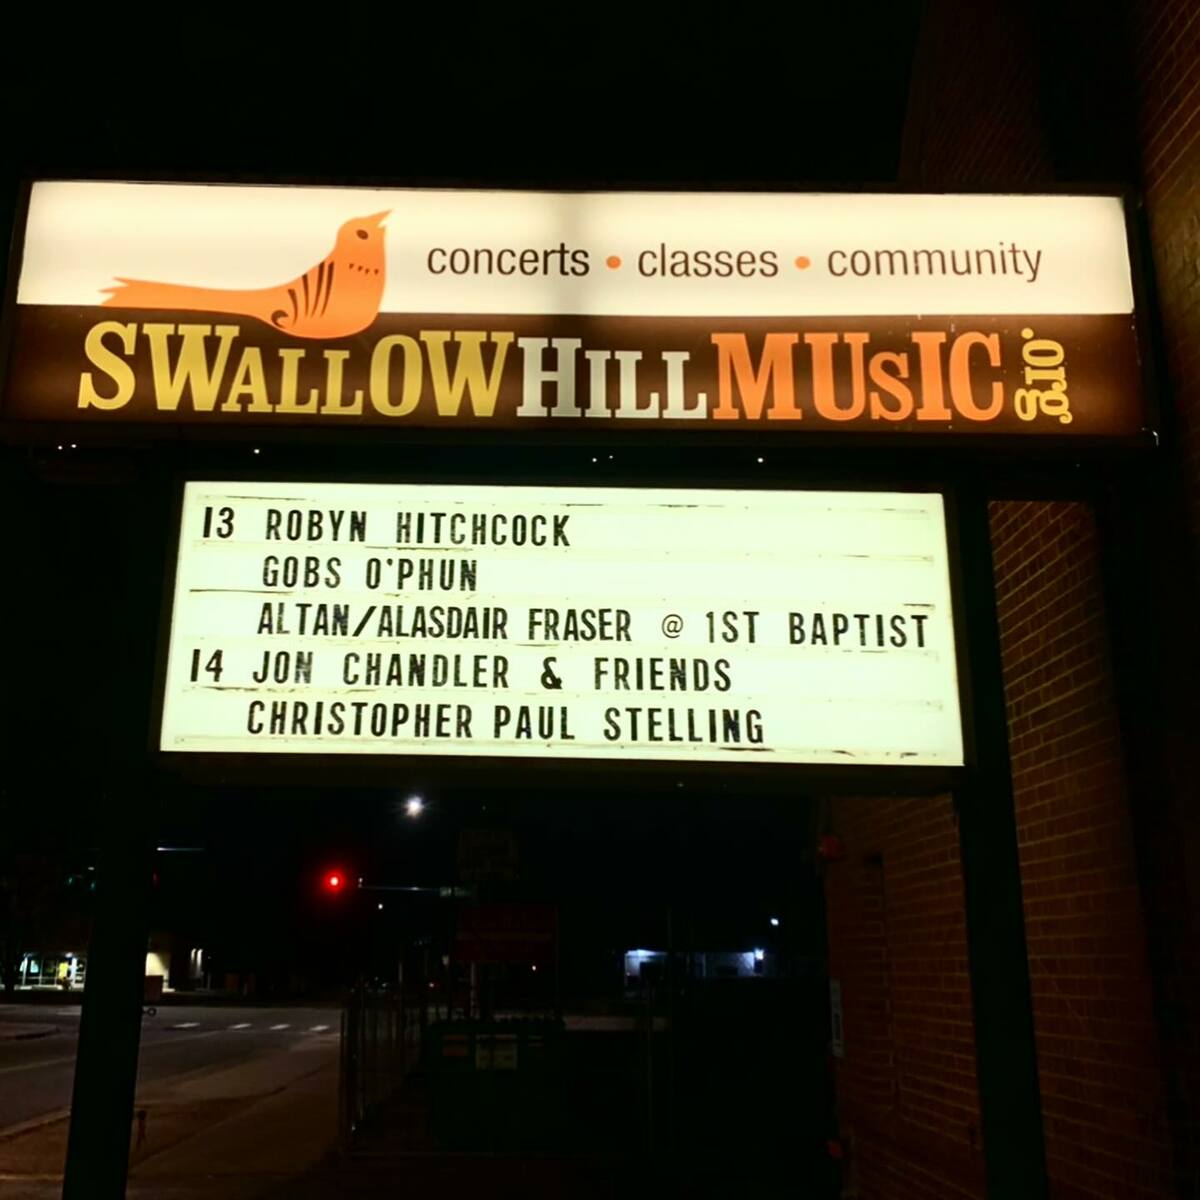 concerts • classes • community
SWALLOWHILLMUSIC.org
13 ROBYN HITCHCOCK
GOBS O'PHUN
ALTAN/ALASDAIR FRASER @ 1ST BAPTIST
14 JON CHANDLER & FRIENDS
CHRISTOPHER PAUL STELLING